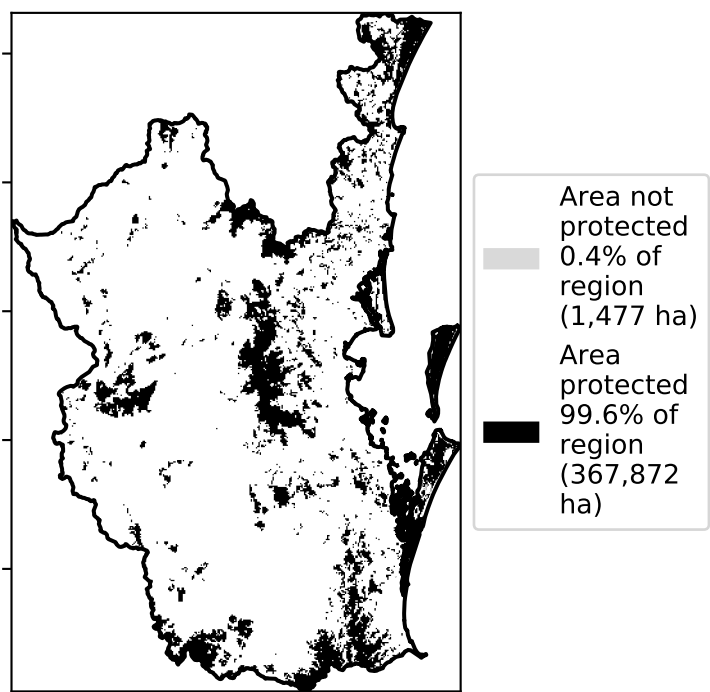 Area not
protected
0.4% of
region
(1,477 ha)
Area
protected
99.6% of
region
(367,872
ha)